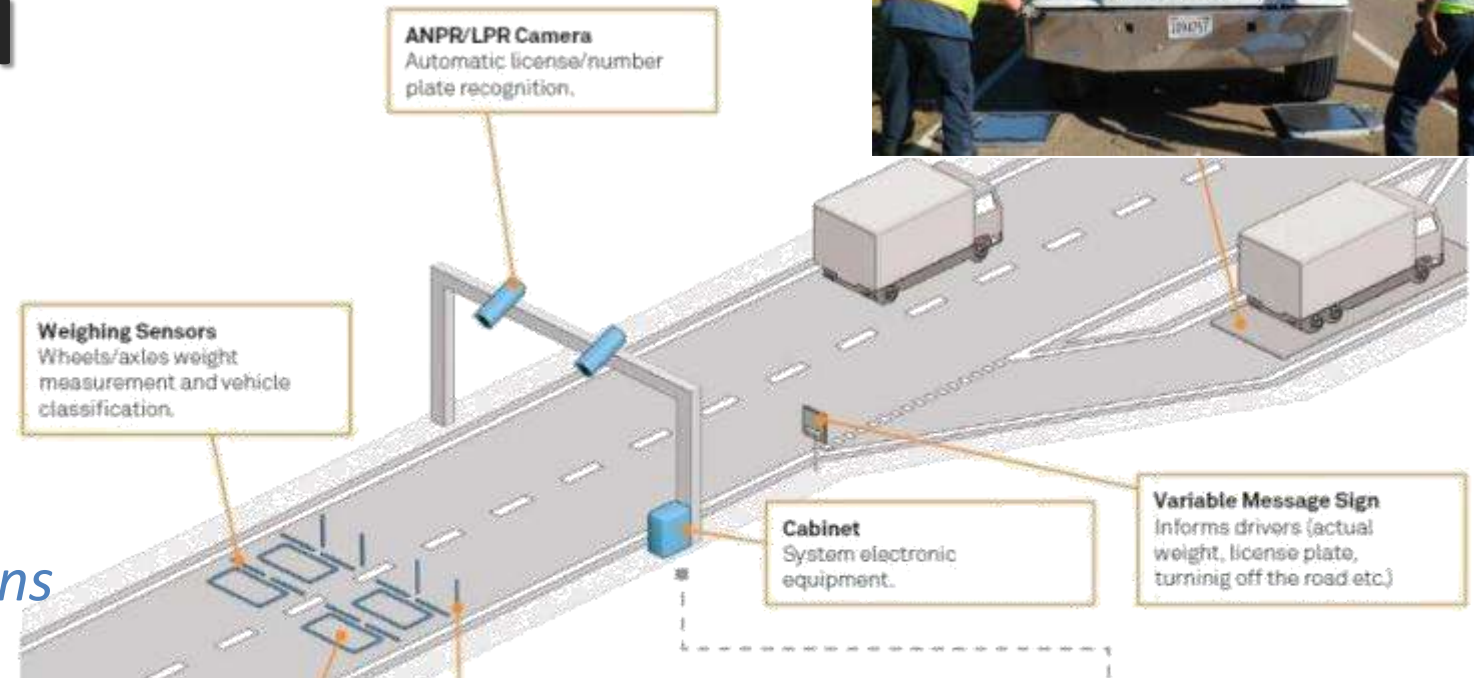 ANPR/LPR Camera
Automatic license/number
plate recognition.
Weighing Sensors
Wheels/axles weight
measurement and vehicle
classification.
Cabinet
System electronic
equipment.
Variable Message Sign
Informs drivers (actual
weight, license plate,
turninig off the road etc.)
ns